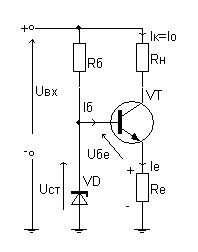 +
Iк=Iо
Rб
Rн
Uвх
VT
Iб
Uбе
-
Iе
Uст
VD
+
Rе
-